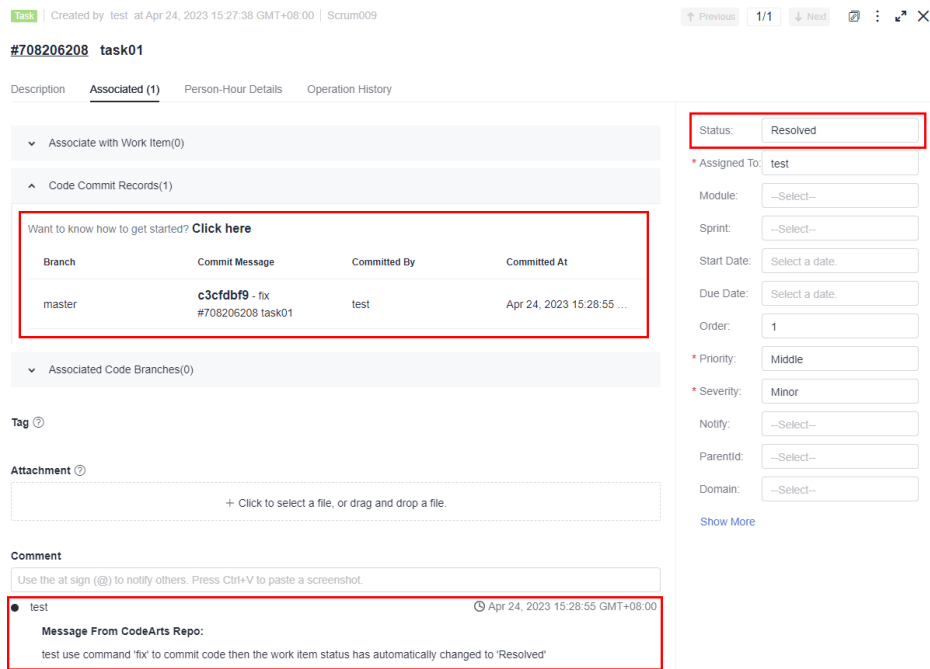 Task Created by test at Apr 24, 2023 15:27:38 GMT+08:00 Scrum009
Previous 1/1 Next
#708206208 task01
Description Associated (1) Person-Hour Details Operation History
Associate with Work Item(0)
Code Commit Records(1)
Want to know how to get started? Click here
Branch Commit Message Committed By Committed At
master c3cfdbf9 - fix test Apr 24, 2023 15:28:55 ...
#708206208 task01
Associated Code Branches(0)
Tag
Attachment
+ Click to select a file, or drag and drop a file.
Comment
Use the at sign (@) to notify others. Press Ctrl+V to paste a screenshot.
test Apr 24, 2023 15:28:55 GMT+08:00
Message From CodeArts Repo:
test use command 'fix' to commit code then the work item status has automatically changed to 'Resolved'
Status: Resolved
* Assigned To: test
Module: --Select--
Sprint: --Select--
Start Date: Select a date.
Due Date: Select a date.
Order: 1
* Priority: Middle
* Severity: Minor
Notify: --Select--
ParentId: --Select--
Domain: --Select--
Show More